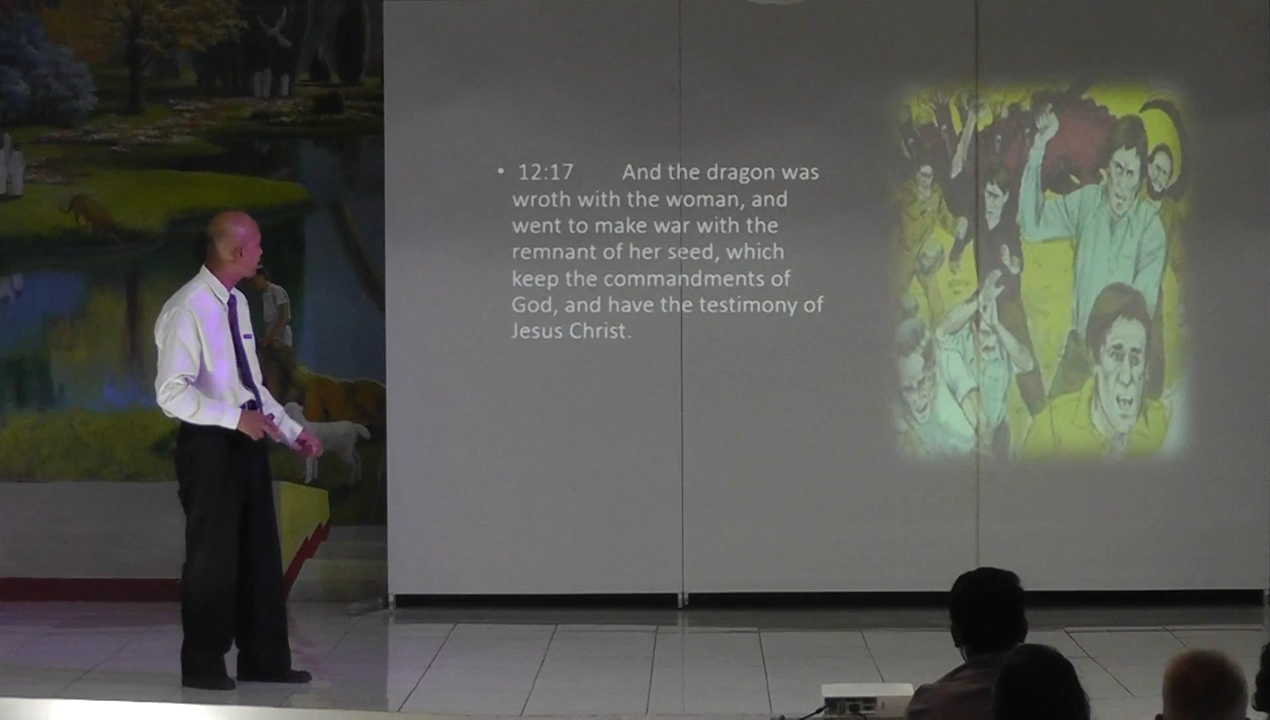 • 12:17 And the dragon was
wroth with the woman, and
went to make war with the
remnant of her seed, which
keep the commandments of
God, and have the testimony of
Jesus Christ.